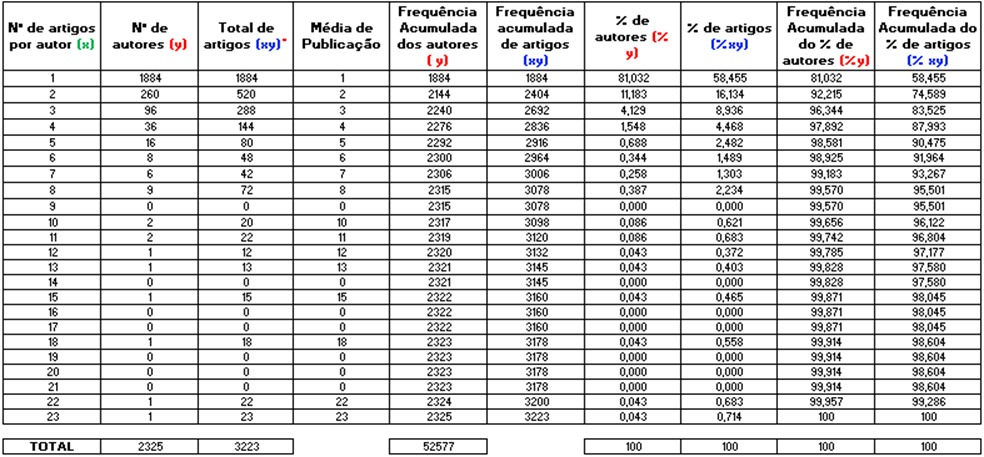 Nº de artigos por autor (x) | Nº de autores (y) | Total de artigos (xy)* | Média de Publicação | Frequência Acumulada dos autores ( y) | Frequência acumulada de artigos (xy) | % de autores (% y) | % de artigos (%xy) | Frequência Acumulada do % de autores (%y) | Frequência Acumulada do % de artigos (% xy)
1 | 1884 | 1884 | 1 | 1884 | 1884 | 81,032 | 58,455 | 81,032 | 58,455
2 | 260 | 520 | 2 | 2144 | 2404 | 11,183 | 16,134 | 92,215 | 74,589
3 | 96 | 288 | 3 | 2240 | 2692 | 4,129 | 8,936 | 96,344 | 83,525
4 | 36 | 144 | 4 | 2276 | 2836 | 1,548 | 4,468 | 97,892 | 87,993
5 | 16 | 80 | 5 | 2292 | 2916 | 0,688 | 2,482 | 98,581 | 90,475
6 | 8 | 48 | 6 | 2300 | 2964 | 0,344 | 1,489 | 98,925 | 91,964
7 | 6 | 42 | 7 | 2306 | 3006 | 0,258 | 1,303 | 99,183 | 93,267
8 | 9 | 72 | 8 | 2315 | 3078 | 0,387 | 2,234 | 99,570 | 95,501
9 | 0 | 0 | 0 | 2315 | 3078 | 0,000 | 0,000 | 99,570 | 95,501
10 | 2 | 20 | 10 | 2317 | 3098 | 0,086 | 0,621 | 99,656 | 96,122
11 | 2 | 22 | 11 | 2319 | 3120 | 0,086 | 0,683 | 99,742 | 96,804
12 | 1 | 12 | 12 | 2320 | 3132 | 0,043 | 0,372 | 99,785 | 97,177
13 | 1 | 13 | 13 | 2321 | 3145 | 0,043 | 0,403 | 99,828 | 97,580
14 | 0 | 0 | 0 | 2321 | 3145 | 0,000 | 0,000 | 99,828 | 97,580
15 | 1 | 15 | 15 | 2322 | 3160 | 0,043 | 0,465 | 99,871 | 98,045
16 | 0 | 0 | 0 | 2322 | 3160 | 0,000 | 0,000 | 99,871 | 98,045
17 | 0 | 0 | 0 | 2322 | 3160 | 0,000 | 0,000 | 99,871 | 98,045
18 | 1 | 18 | 18 | 2323 | 3178 | 0,043 | 0,558 | 99,914 | 98,604
19 | 0 | 0 | 0 | 2323 | 3178 | 0,000 | 0,000 | 99,914 | 98,604
20 | 0 | 0 | 0 | 2323 | 3178 | 0,000 | 0,000 | 99,914 | 98,604
21 | 0 | 0 | 0 | 2323 | 3178 | 0,000 | 0,000 | 99,914 | 98,604
22 | 1 | 22 | 22 | 2324 | 3200 | 0,043 | 0,683 | 99,957 | 99,286
23 | 1 | 23 | 23 | 2325 | 3223 | 0,043 | 0,714 | 100 | 100
TOTAL | 2325 | 3223 | 52577 | 100 | 100 | 100 | 100